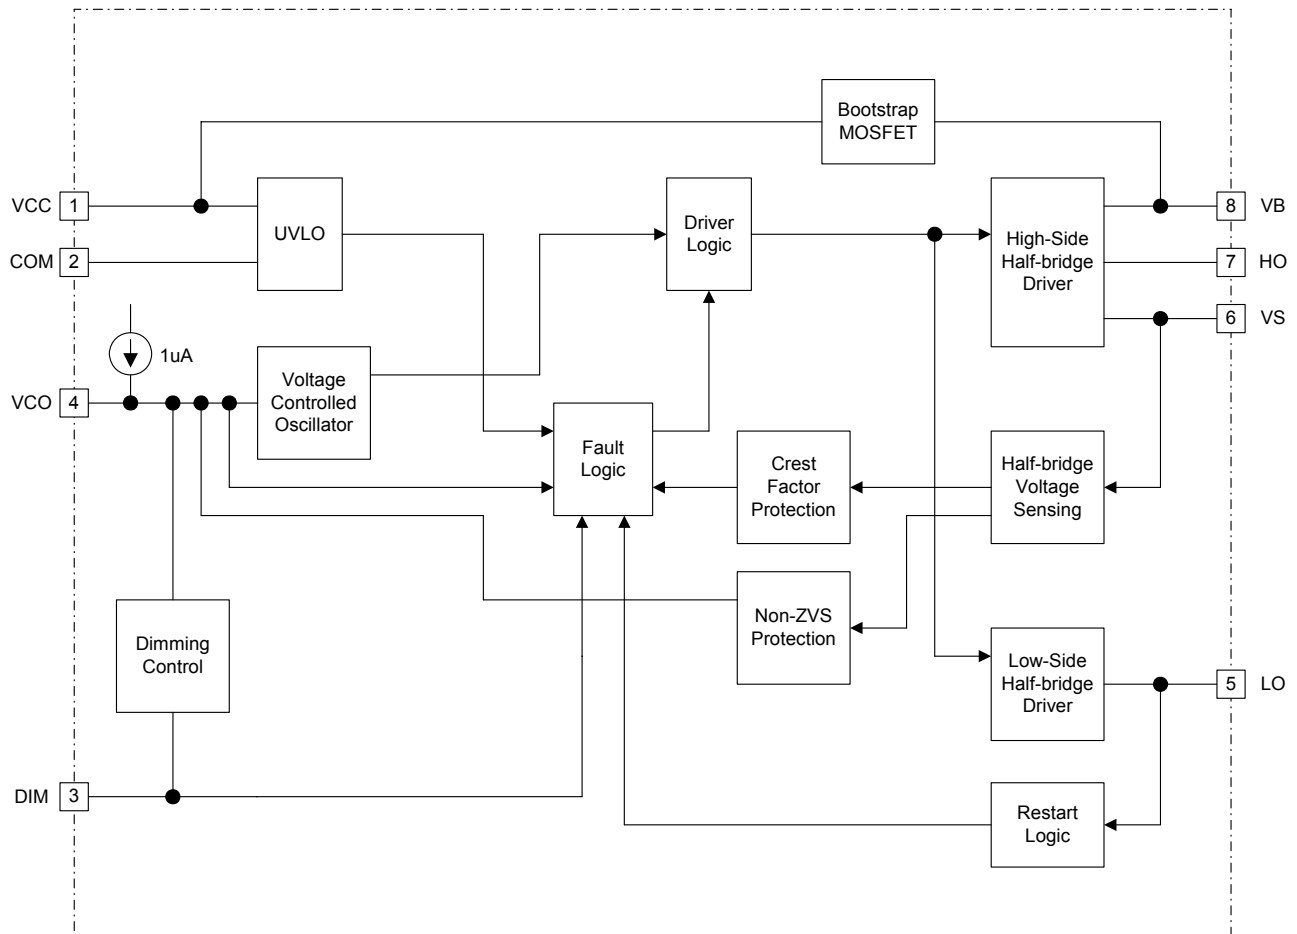 Bootstrap
MOSFET
VCC 1
UVLO
Driver
Logic
High-Side
Half-bridge
Driver
8 VB
COM 2
7 HO
6 VS
1uA
VCO 4
Voltage
Controlled
Oscillator
Fault
Logic
Crest
Factor
Protection
Half-bridge
Voltage
Sensing
Dimming
Control
Non-ZVS
Protection
Low-Side
Half-bridge
Driver
5 LO
DIM 3
Restart
Logic